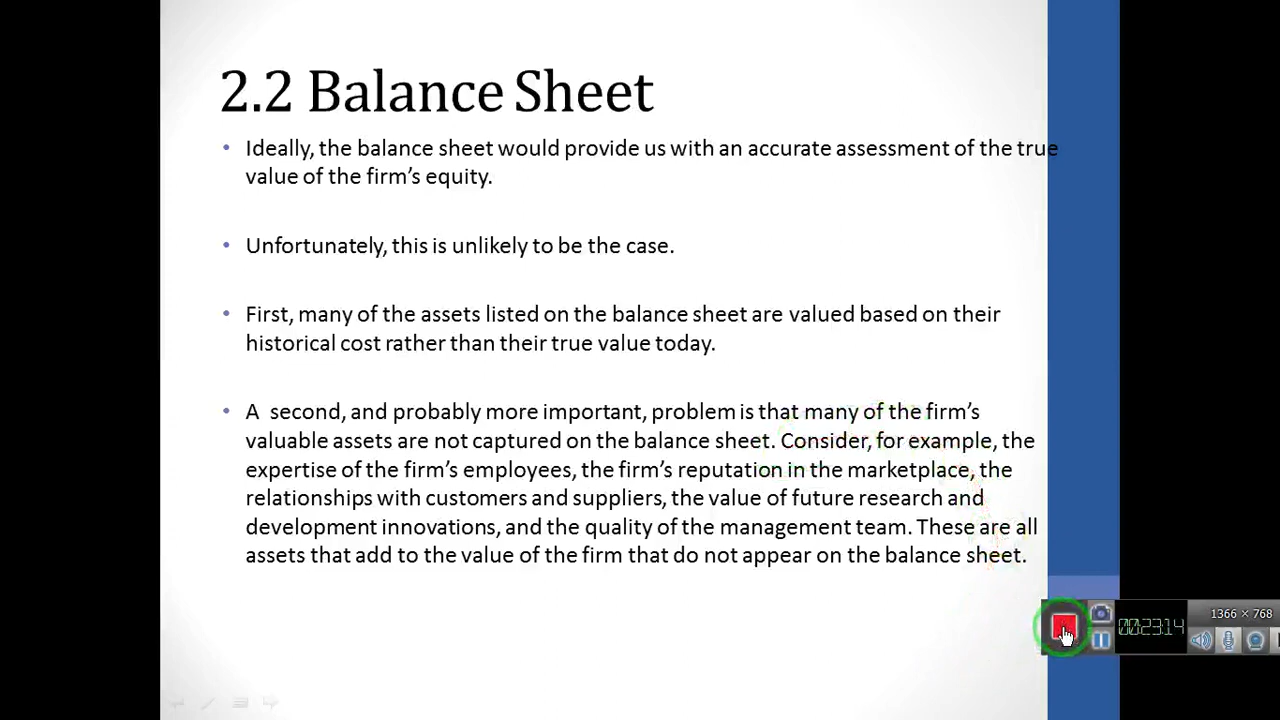 2.2 Balance Sheet
• Ideally, the balance sheet would provide us with an accurate assessment of the true
value of the firm’s equity.
• Unfortunately, this is unlikely to be the case.
• First, many of the assets listed on the balance sheet are valued based on their
historical cost rather than their true value today.
• A  second, and probably more important, problem is that many of the firm’s
valuable assets are not captured on the balance sheet. Consider, for example, the
expertise of the firm’s employees, the firm’s reputation in the marketplace, the
relationships with customers and suppliers, the value of future research and
development innovations, and the quality of the management team. These are all
assets that add to the value of the firm that do not appear on the balance sheet.
1366 × 768
00:23:14